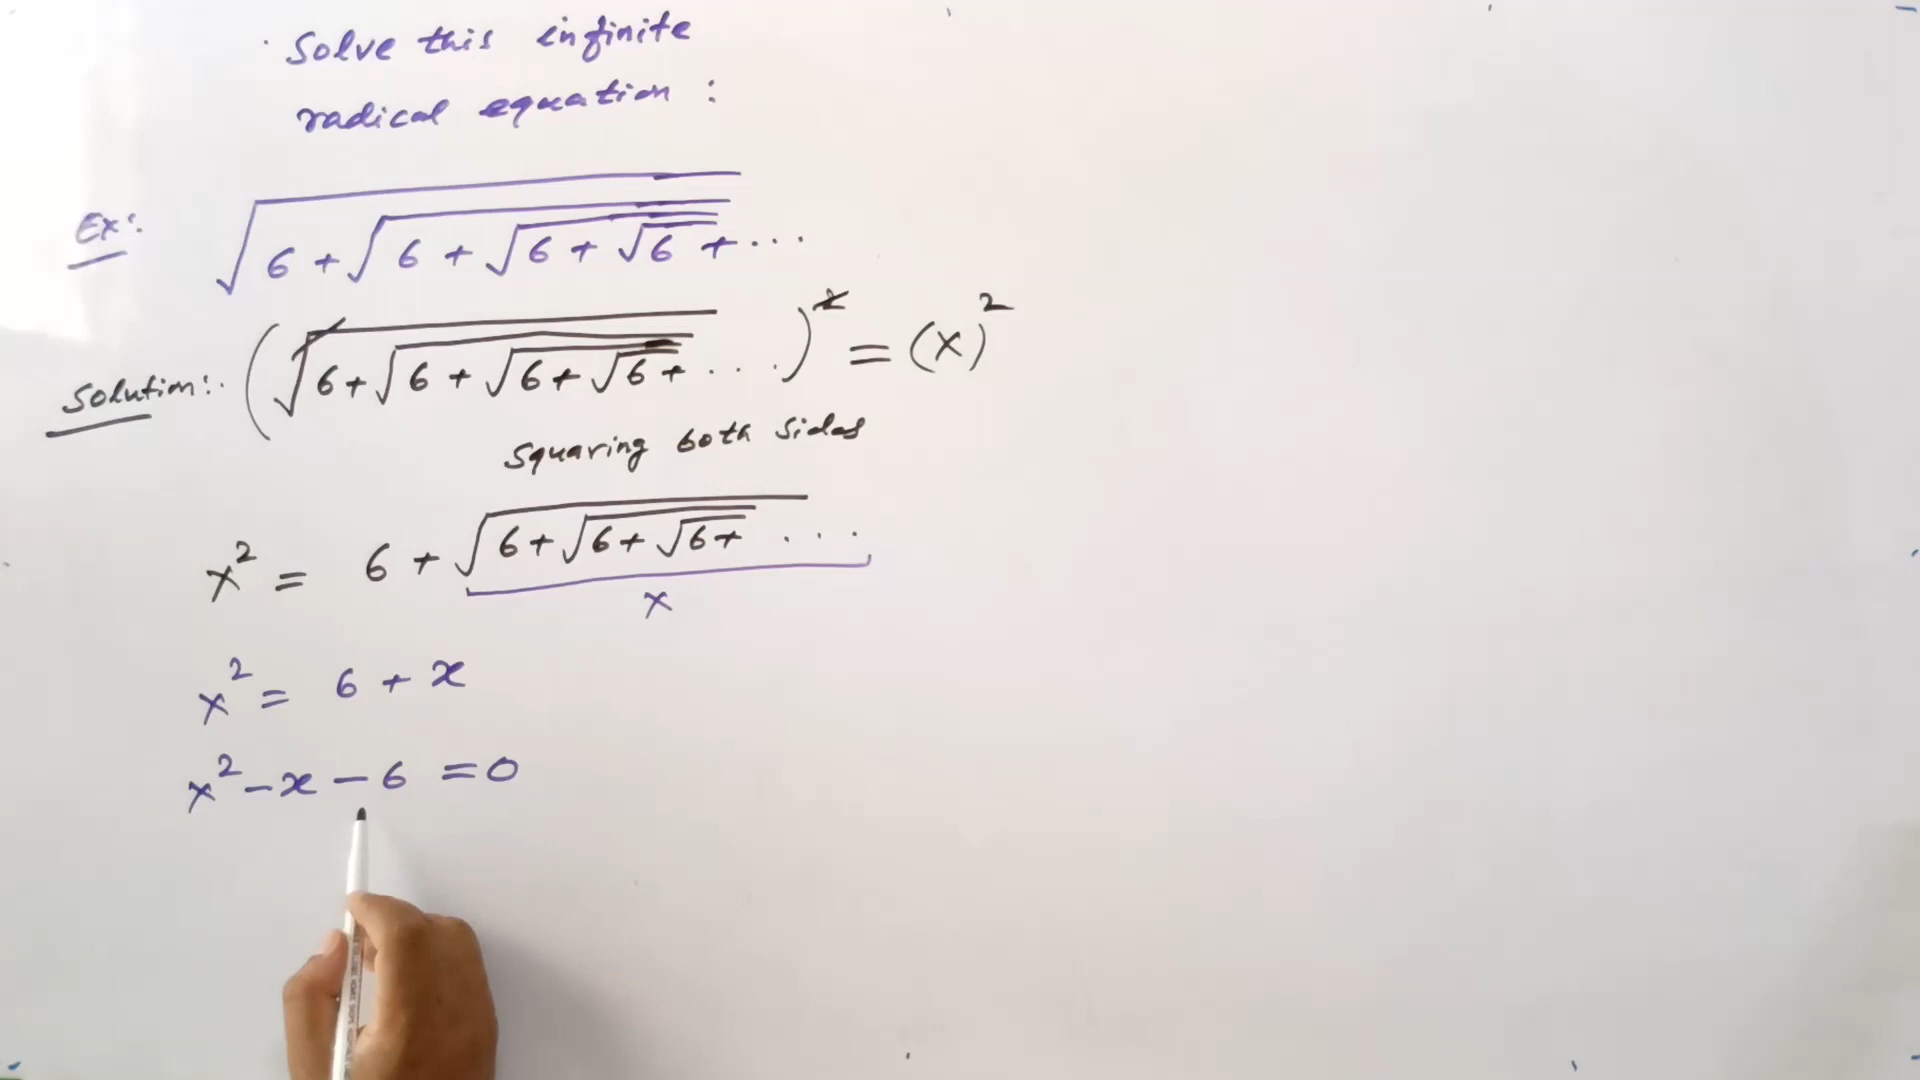 Solve this infinite
radical equation :
Ex: √(6 + √(6 + √(6 + √(6 + ...
Solution: (√(6 + √(6 + √(6 + √(6 + ....)² = (x)²
Squaring both sides
x² = 6 + √(6 + √(6 + √(6 + ...
x
x² = 6 + x
x² - x - 6 = 0